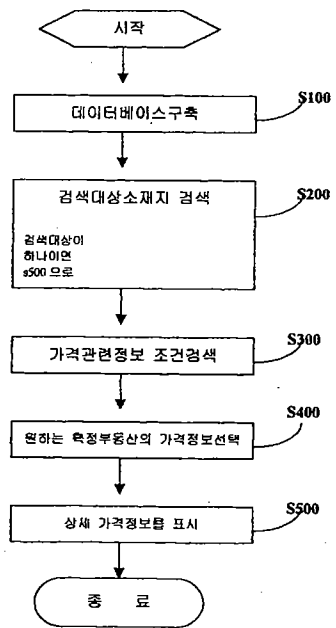 시작
S100
데이터베이스구축
S200
검색대상소재지 검색
검색대상이
하나이면
s500 으로
S300
가격관련정보 조건검색
S400
원하는 특정부동산의 가격정보선택
S500
상세 가격정보를 표시
종 료